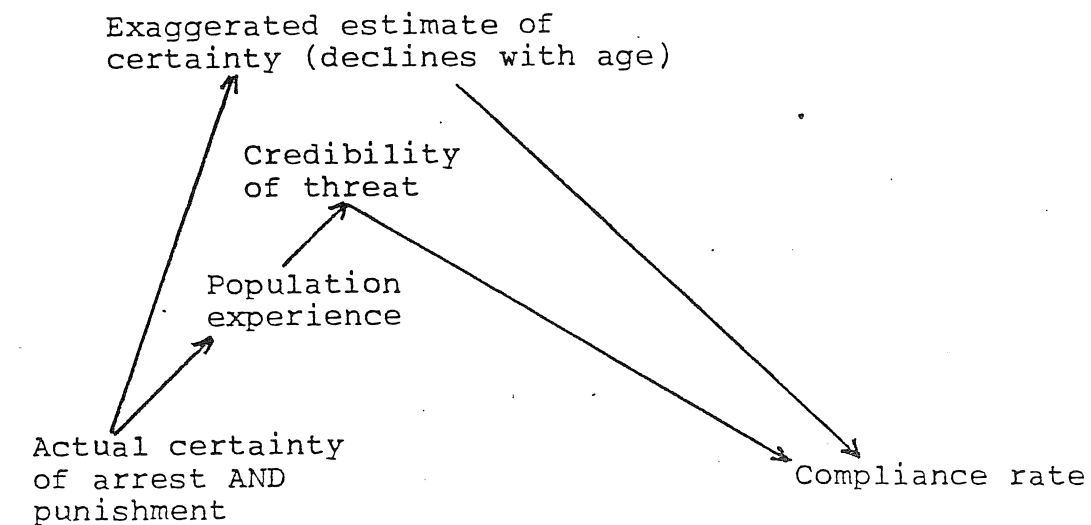 Exaggerated estimate of
certainty (declines with age)
Credibility
of threat
Population
experience
Actual certainty
of arrest AND
punishment
Compliance rate